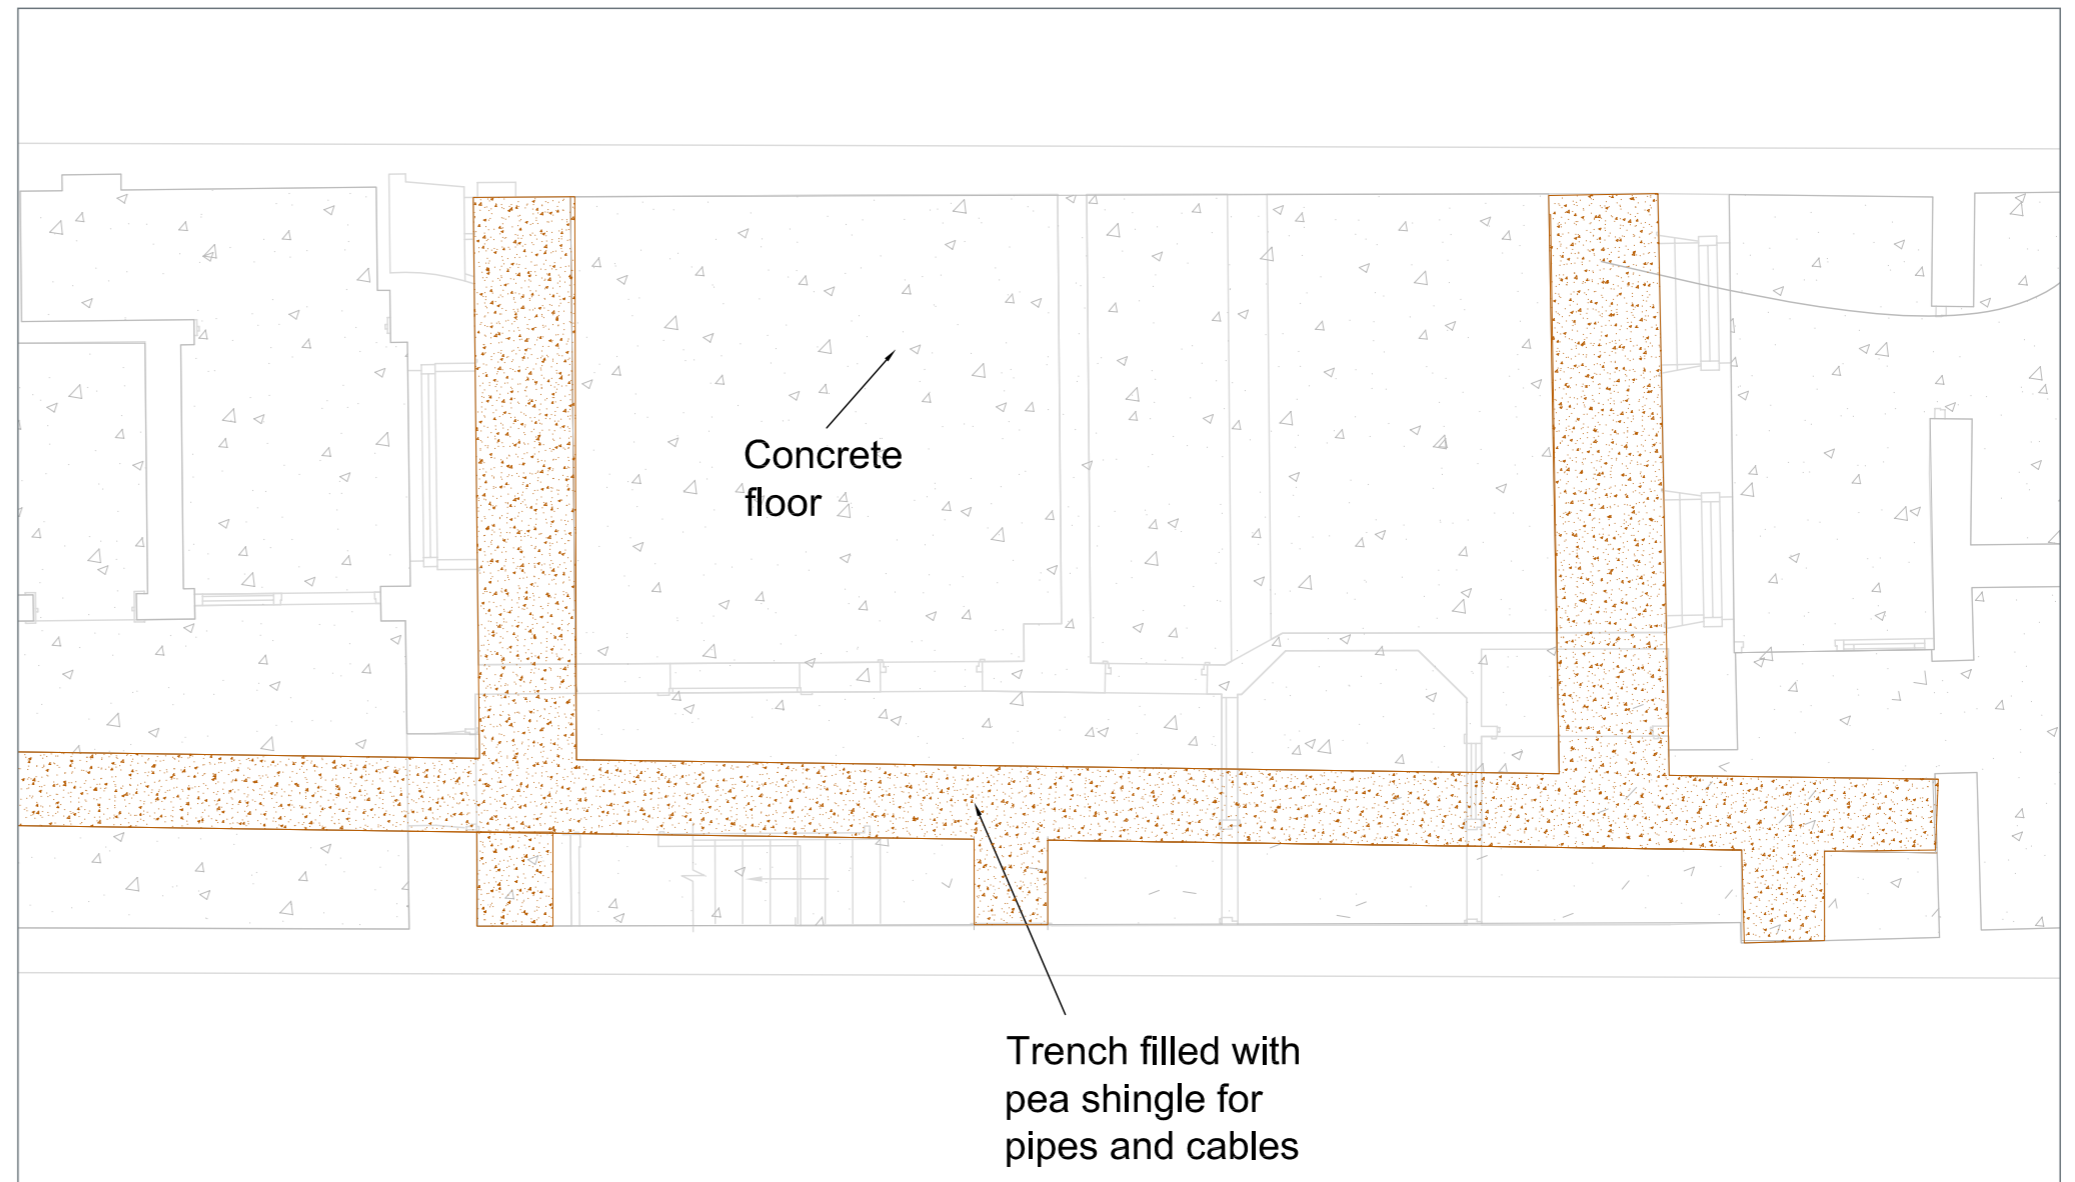 Concrete
floor
Trench filled with
pea shingle for
pipes and cables